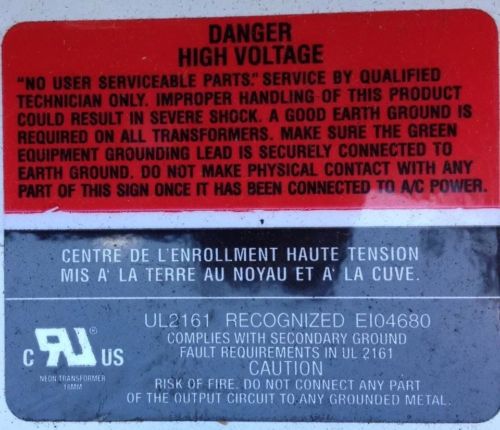 DANGER
HIGH VOLTAGE
"NO USER SERVICEABLE PARTS." SERVICE BY QUALIFIED
TECHNICIAN ONLY. IMPROPER HANDLING OF THIS PRODUCT
COULD RESULT IN SEVERE SHOCK. A GOOD EARTH GROUND IS
REQUIRED ON ALL TRANSFORMERS. MAKE SURE THE GREEN
EQUIPMENT GROUNDING LEAD IS SECURELY CONNECTED TO
EARTH GROUND. DO NOT MAKE PHYSICAL CONTACT WITH ANY
PART OF THIS SIGN ONCE IT HAS BEEN CONNECTED TO A/C POWER.
CENTRE DE L'ENROLLMENT HAUTE TENSION
MIS A' LA TERRE AU NOYAU ET A' LA CUVE.
UL2161 RECOGNIZED EI04680
COMPLIES WITH SECONDARY GROUND
FAULT REQUIREMENTS IN UL 2161
CAUTION
RISK OF FIRE. DO NOT CONNECT ANY PART
OF THE OUTPUT CIRCUIT TO ANY GROUNDED METAL.
C RU ® US
NEON TRANSFORMER
18MM